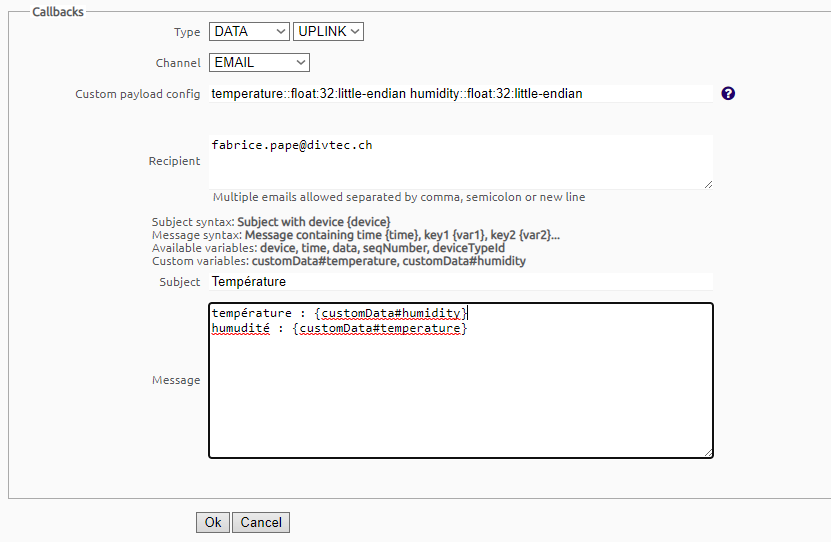 Callbacks
Type DATA UPLINK
Channel EMAIL
Custom payload config temperature::float:32:little-endian humidity::float:32:little-endian ?
Recipient fabrice.pape@divtec.ch
Multiple emails allowed separated by comma, semicolon or new line
Subject syntax: Subject with device {device}
Message syntax: Message containing time {time}, key1 {var1}, key2 {var2}...
Available variables: device, time, data, seqNumber, deviceTypeId
Custom variables: customData#temperature, customData#humidity
Subject Température
Message température : {customData#humidity}
humudité : {customData#temperature}
Ok Cancel